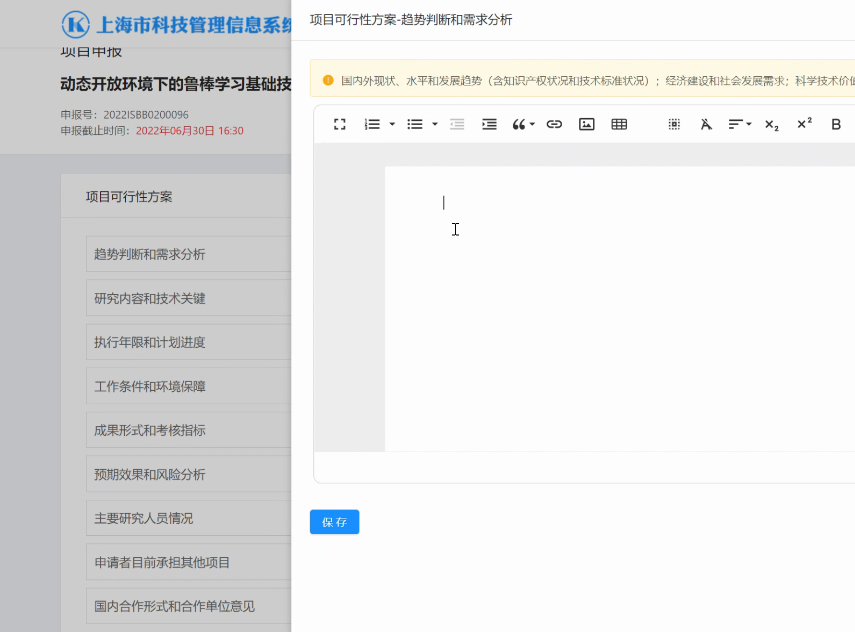 上海市科技管理信息系统
项目可行性方案-趋势判断和需求分析
项目申报
动态开放环境下的鲁棒学习基础技
申报号：2022ISBB0200096
申报截止时间：2022年06月30日 16:30
国内外现状、水平和发展趋势（含知识产权状况和技术标准状况）；经济建设和社会发展需求；科学技术价值
项目可行性方案
趋势判断和需求分析
研究内容和技术关键
执行年限和计划进度
工作条件和环境保障
成果形式和考核指标
预期效果和风险分析
主要研究人员情况
申请者目前承担其他项目
国内合作形式和合作单位意见
保 存